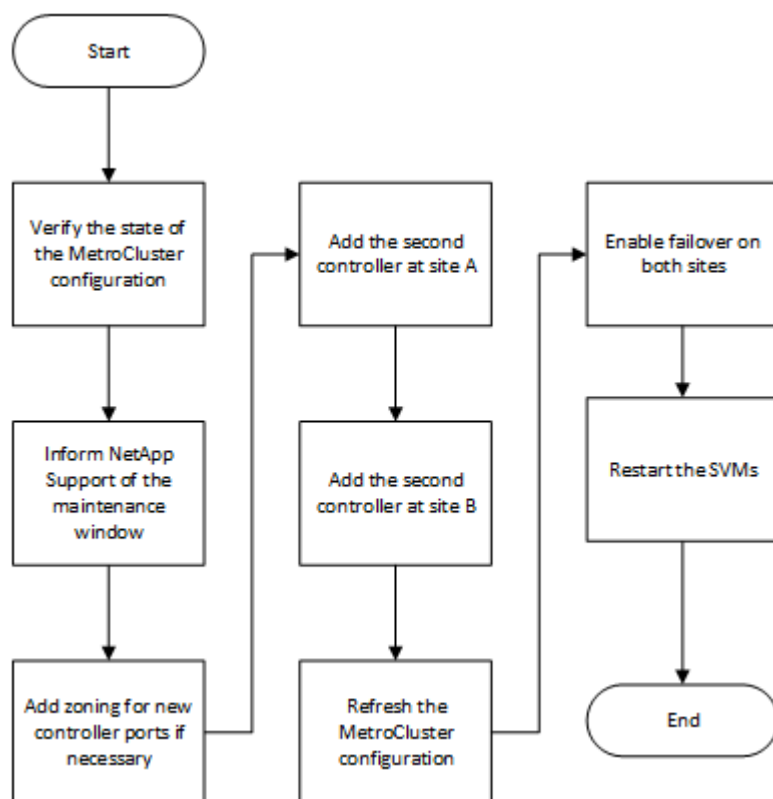 Start
Verify the state of
the MetroCluster
configuration
Inform NetApp
Support of the
maintenance
window
Add zoning for new
controller ports if
necessary
Add the second
controller at site A
Add the second
controller at site B
Refresh the
MetroCluster
configuration
Enable failover on
both sites
Restart the SVMs
End